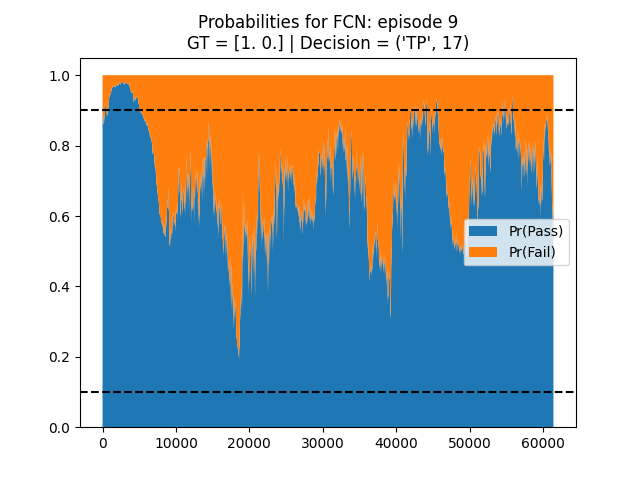 Probabilities for FCN: episode 9
GT = [1. 0.] | Decision = ('TP', 17)
1.0
0.8
0.6
0.4
0.2
0.0
Pr(Pass)
Pr(Fail)
0 10000 20000 30000 40000 50000 60000